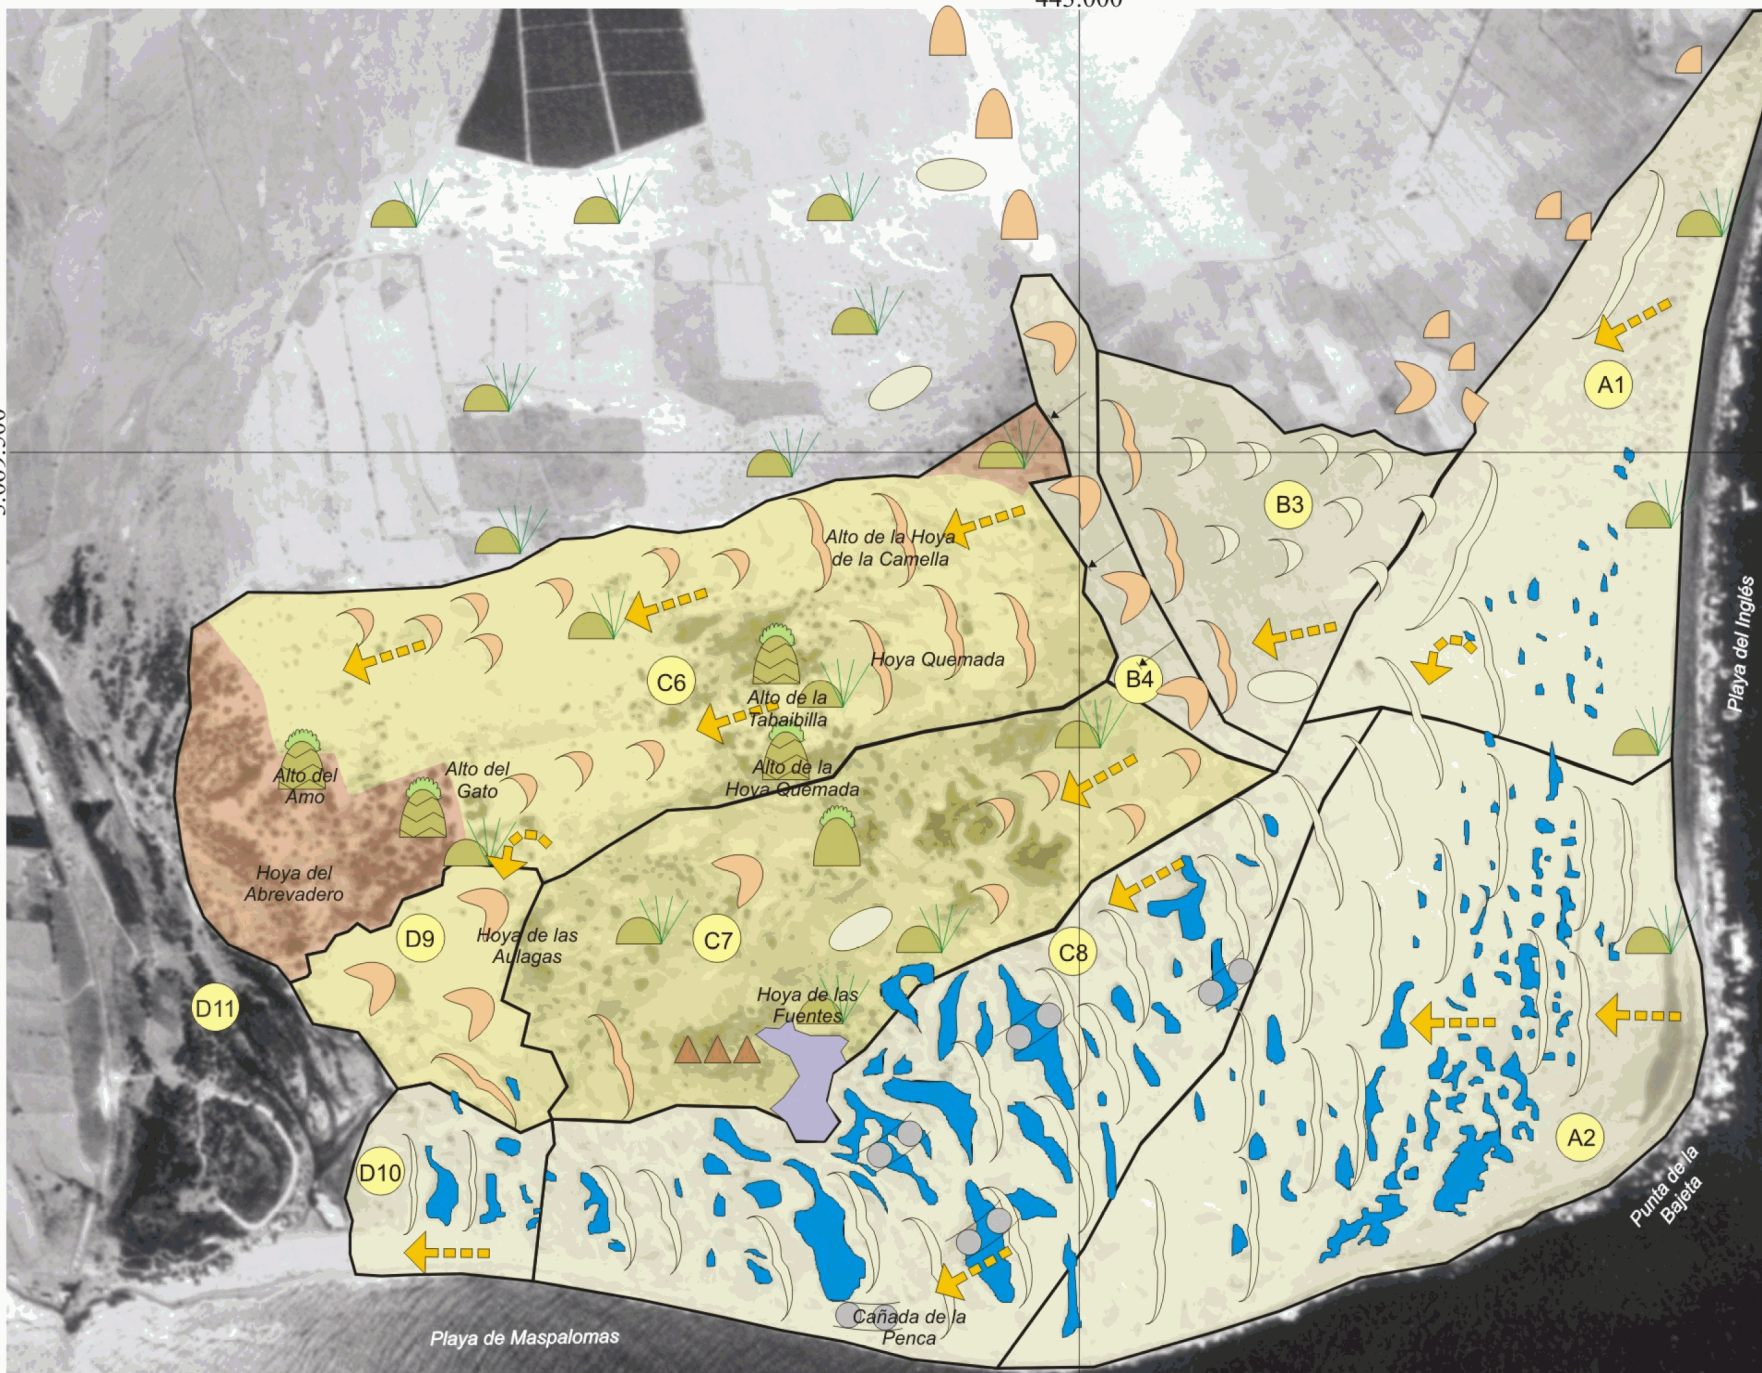 445.000
A1
Alto de la Hoya
de la Camella
B3
Playa del Inglés
Hoya Quemada
C6
B4
Alto de la
Tabaibilla
Alto del
Amo
Alto del
Gato
Alto de la
Hoya Quemada
Hoya del
Abrevadero
D9
Hoya de las
Aulagas
C7
C8
D11
Hoya de las
Fuentes
A2
D10
Punta de la
Bajeta
Cañada de la
Penca
Playa de Maspalomas